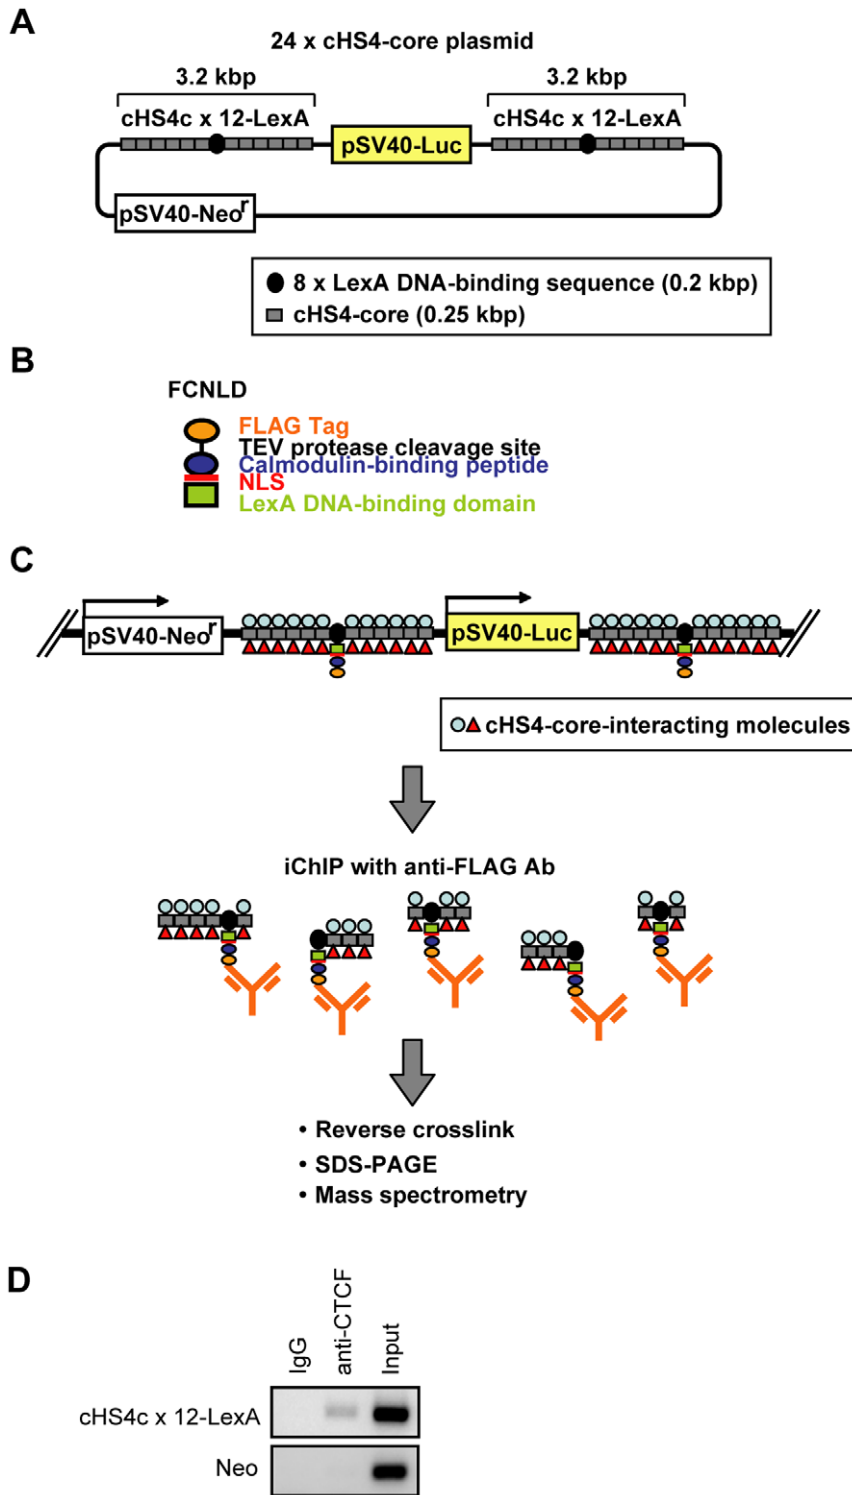 A
24 x cHS4-core plasmid
3.2 kbp 3.2 kbp
cHS4c x 12-LexA cHS4c x 12-LexA
pSV40-Luc
pSV40-Neoʳ
8 x LexA DNA-binding sequence (0.2 kbp)
cHS4-core (0.25 kbp)
B
FCNLD
FLAG Tag
TEV protease cleavage site
Calmodulin-binding peptide
NLS
LexA DNA-binding domain
C
pSV40-Neoʳ pSV40-Luc
cHS4-core-interacting molecules
iChIP with anti-FLAG Ab
• Reverse crosslink
• SDS-PAGE
• Mass spectrometry
D
IgG anti-CTCF Input
cHS4c x 12-LexA
Neo